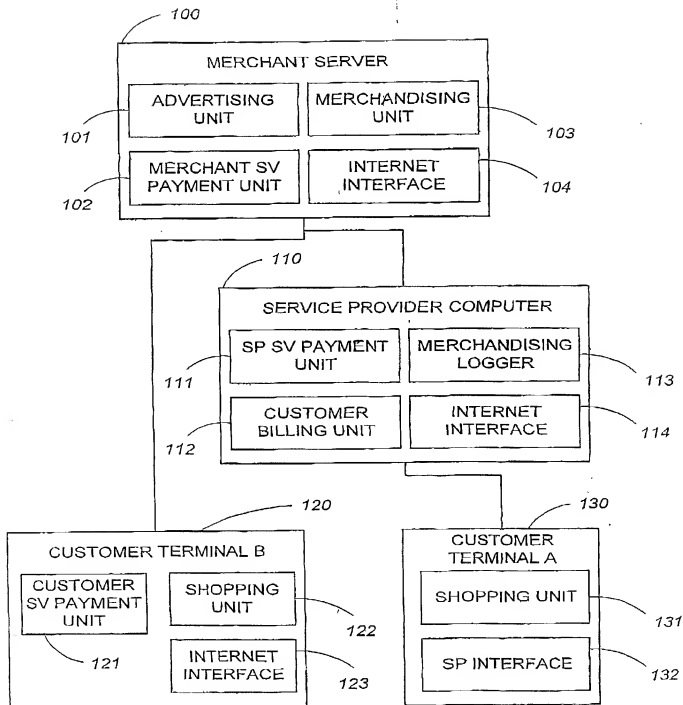 100
MERCHANT SERVER
ADVERTISING
UNIT
MERCHANDISING
UNIT
101
103
MERCHANT SV
PAYMENT UNIT
INTERNET
INTERFACE
102
104
110
SERVICE PROVIDER COMPUTER
SP SV PAYMENT
UNIT
MERCHANDISING
LOGGER
111
113
CUSTOMER
BILLING UNIT
INTERNET
INTERFACE
112
114
120
CUSTOMER TERMINAL B
CUSTOMER
SV PAYMENT
UNIT
SHOPPING
UNIT
121
122
INTERNET
INTERFACE
123
130
CUSTOMER
TERMINAL A
SHOPPING UNIT
131
SP INTERFACE
132